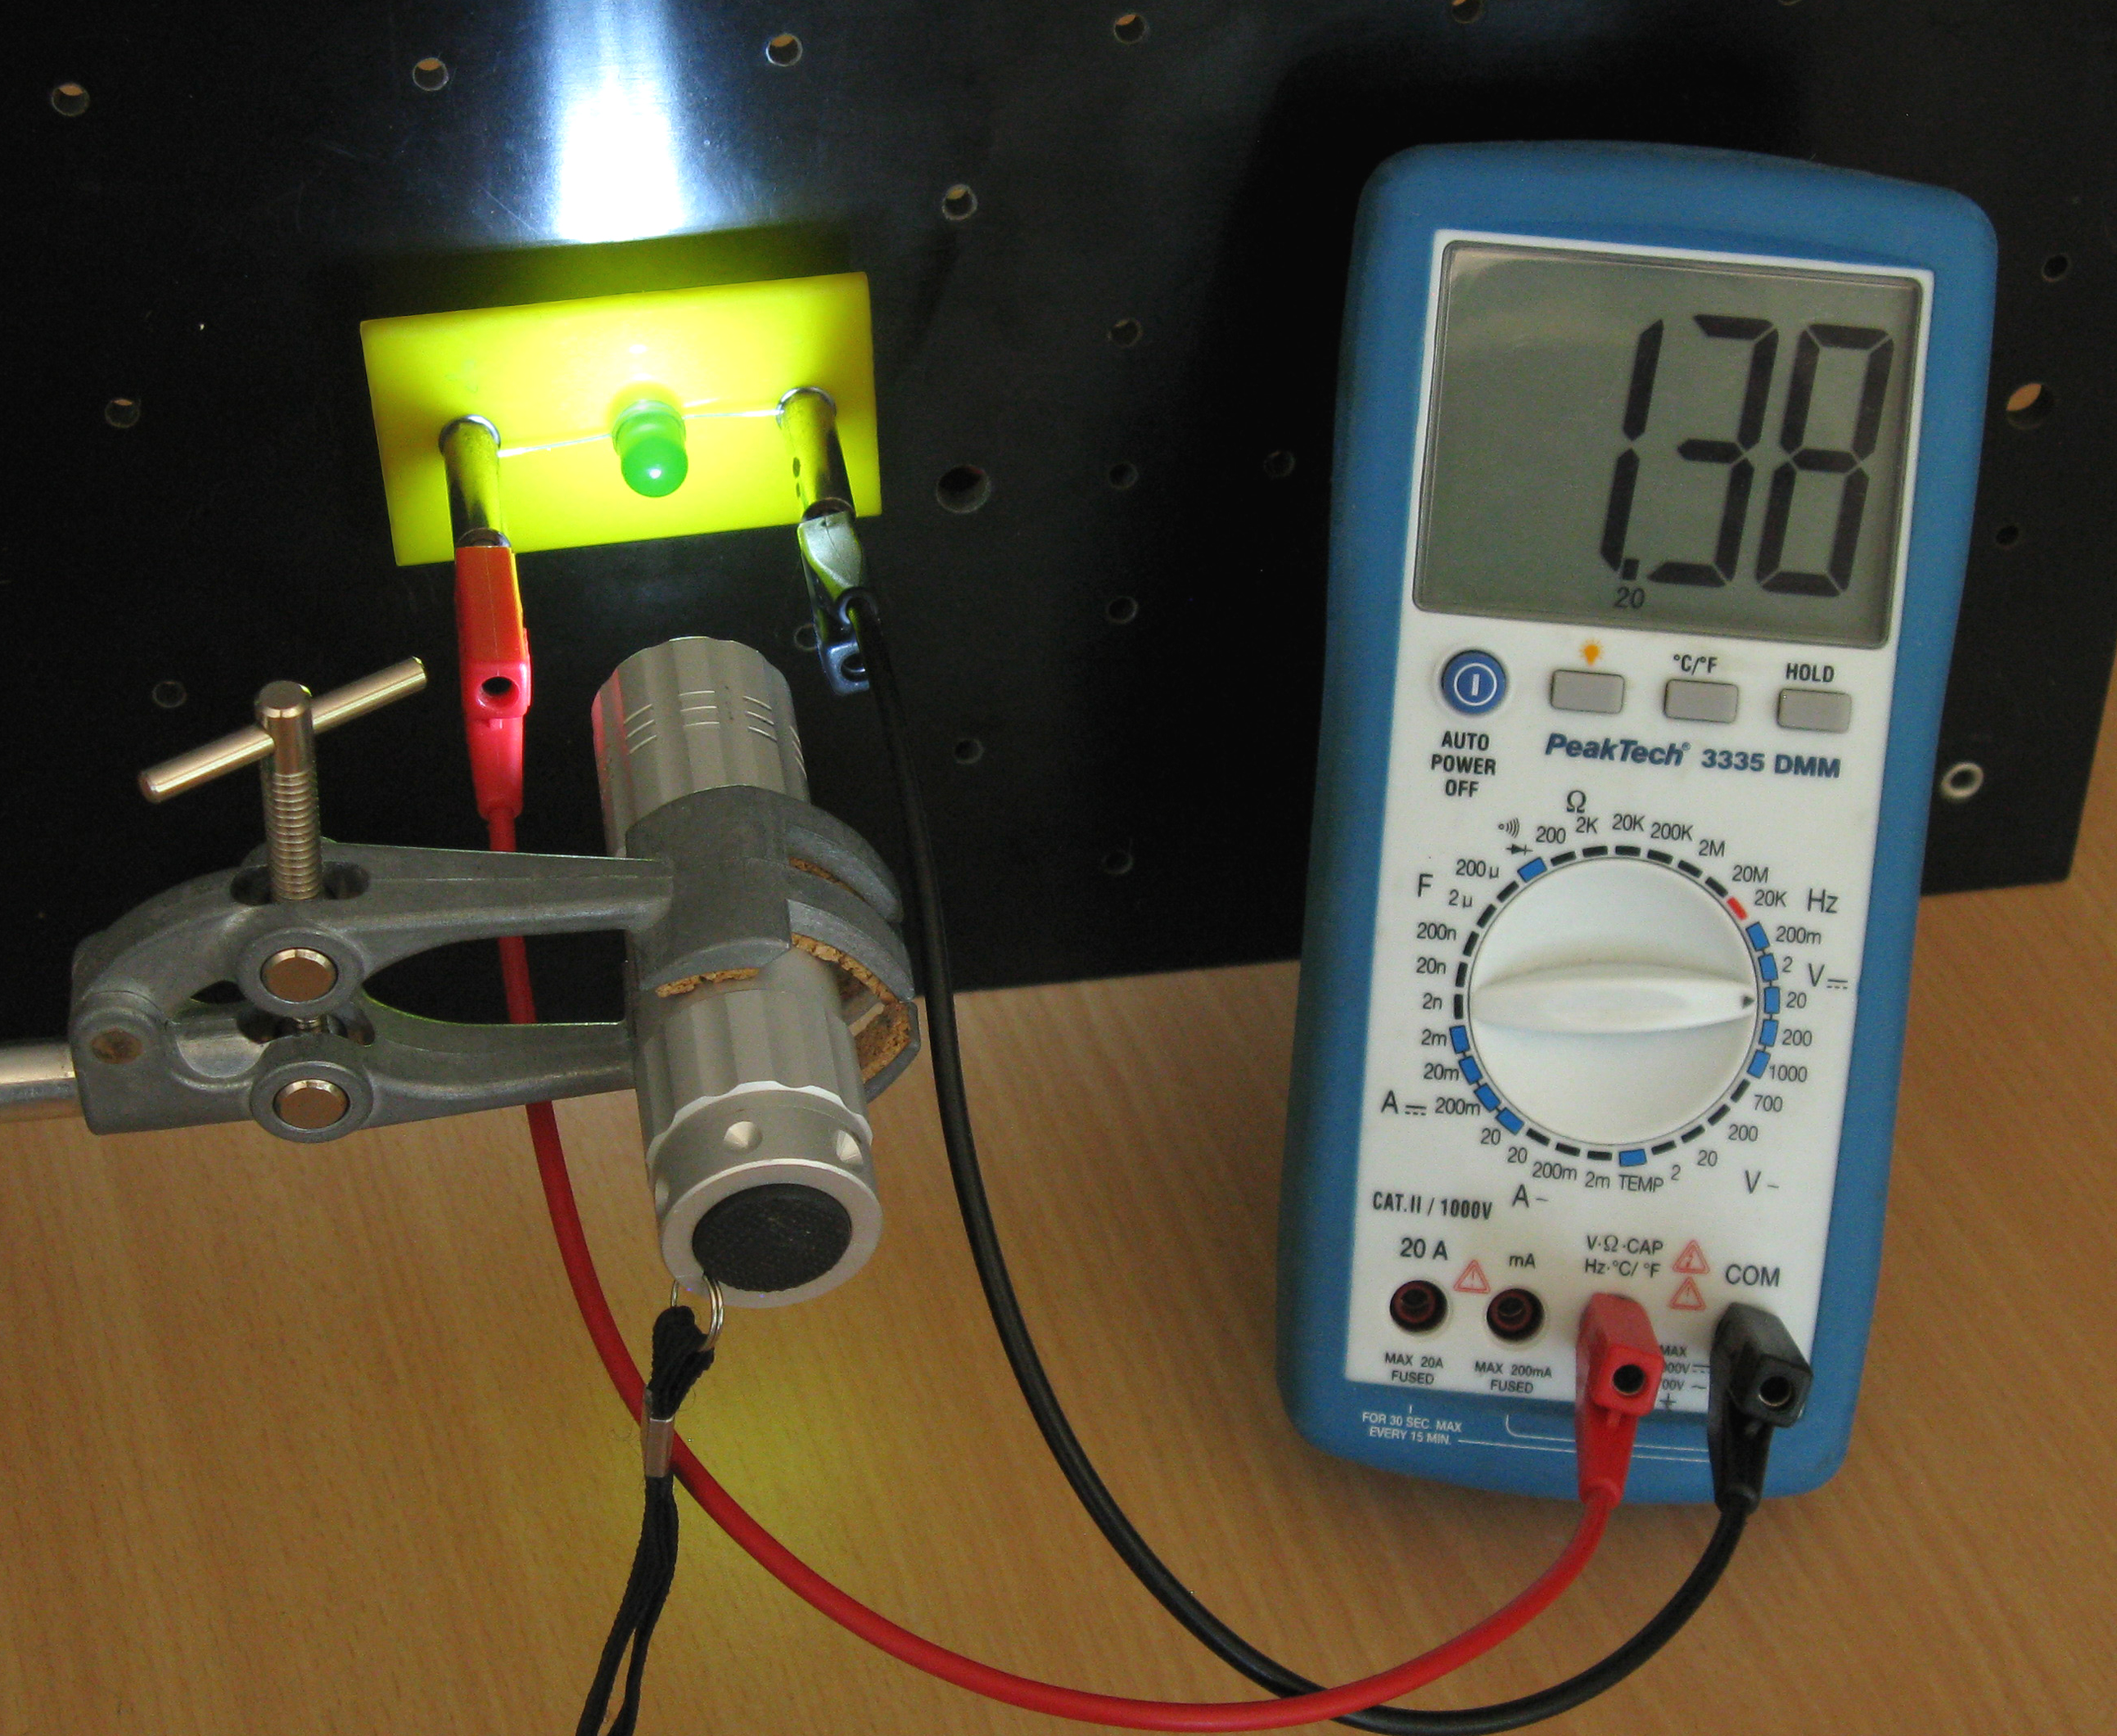 1.38
20
°C/°F
HOLD
AUTO
POWER
OFF
PeakTech® 3335 DMM
Ω
200 2K 20K 200K 2M 20M
20K Hz
200m
2
V
20
200
1000
700
200
20
2
V~
TEMP
2m
200m
20
A~
20
200m
20m
2m
A
2n
20n
200n
2µ
200µ
F
CAT.II / 1000V
20 A
mA
V·Ω·CAP
Hz·°C/°F
COM
MAX 20A
FUSED
MAX 200mA
FUSED
MAX
FOR 30 SEC. MAX
EVERY 15 MIN.